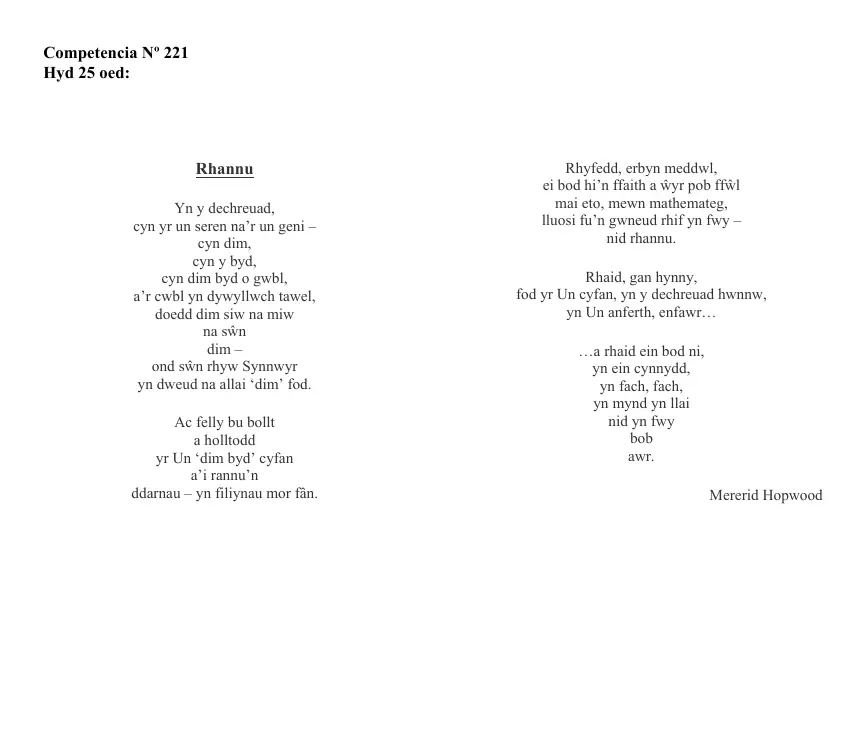 Competencia Nº 221
Hyd 25 oed:
Rhannu
Yn y dechreuad,
cyn yr un seren na’r un geni –
cyn dim,
cyn y byd,
cyn dim byd o gwbl,
a’r cwbl yn dywyllwch tawel,
doedd dim siw na miw
na sŵn
dim –
ond sŵn rhyw Synnwyr
yn dweud na allai ‘dim’ fod.
Ac felly bu bollt
a holltodd
yr Un ‘dim byd’ cyfan
a’i rannu’n
ddarnau – yn filiynau mor fân.
Rhyfedd, erbyn meddwl,
ei bod hi’n ffaith a ŵyr pob ffŵl
mai eto, mewn mathemateg,
lluosi fu’n gwneud rhif yn fwy –
nid rhannu.
Rhaid, gan hynny,
fod yr Un cyfan, yn y dechreuad hwnnw,
yn Un anferth, enfawr…
…a rhaid ein bod ni,
yn ein cynnydd,
yn fach, fach,
yn mynd yn llai
nid yn fwy
bob
awr.
Mererid Hopwood